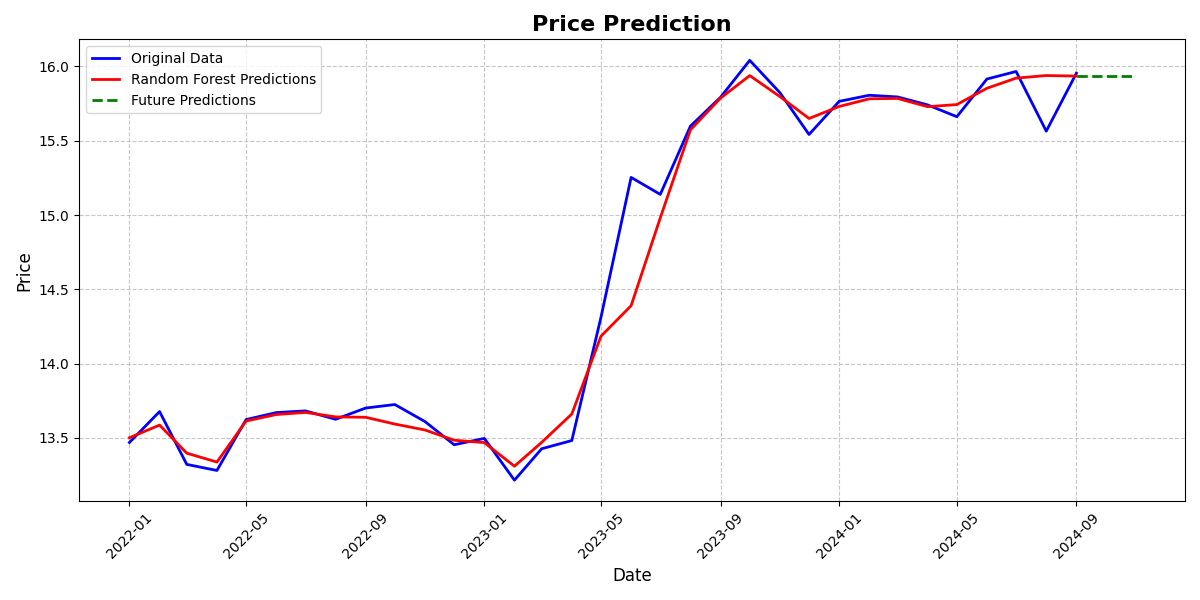 Price Prediction
Original Data
Random Forest Predictions
Future Predictions
Price
16.0
15.5
15.0
14.5
14.0
13.5
2022-01
2022-05
2022-09
2023-01
2023-05
2023-09
2024-01
2024-05
2024-09
Date